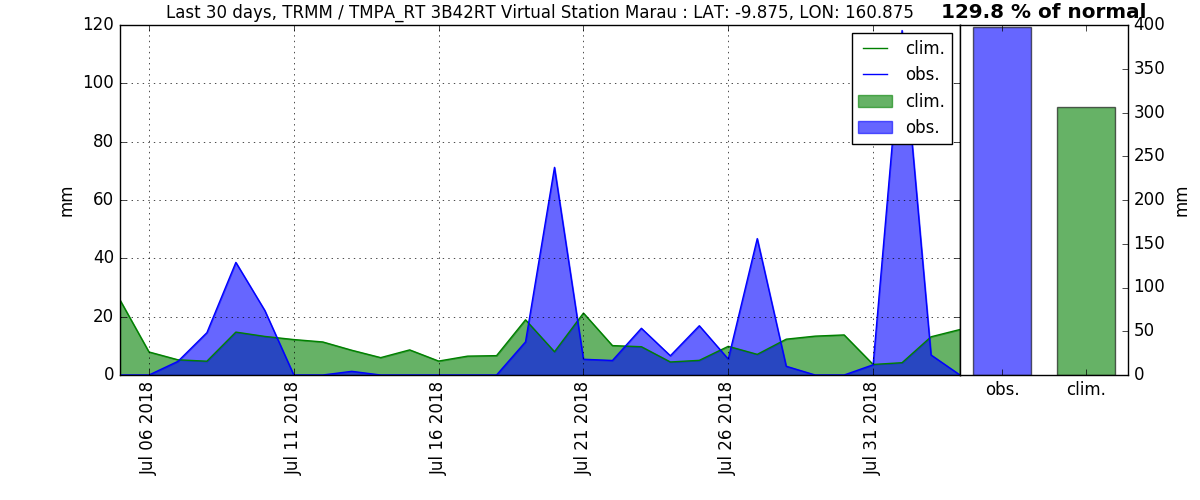 Last 30 days, TRMM / TMPA_RT 3B42RT Virtual Station Marau : LAT: -9.875, LON: 160.875
129.8 % of normal
120
100
80
60
40
20
0
mm
clim.
obs.
clim.
obs.
400
350
300
250
200
150
100
50
0
mm
obs.
clim.
Jul 06 2018
Jul 11 2018
Jul 16 2018
Jul 21 2018
Jul 26 2018
Jul 31 2018